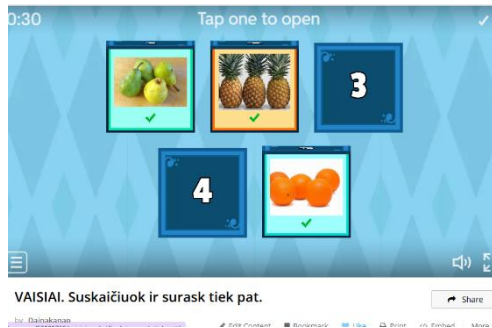 0:30 Tap one to open
3
4
VAISIAI. Suskaičiuok ir surask tiek pat.
Share
by Dainakanap
Edit Content Bookmark Like Print Embed More